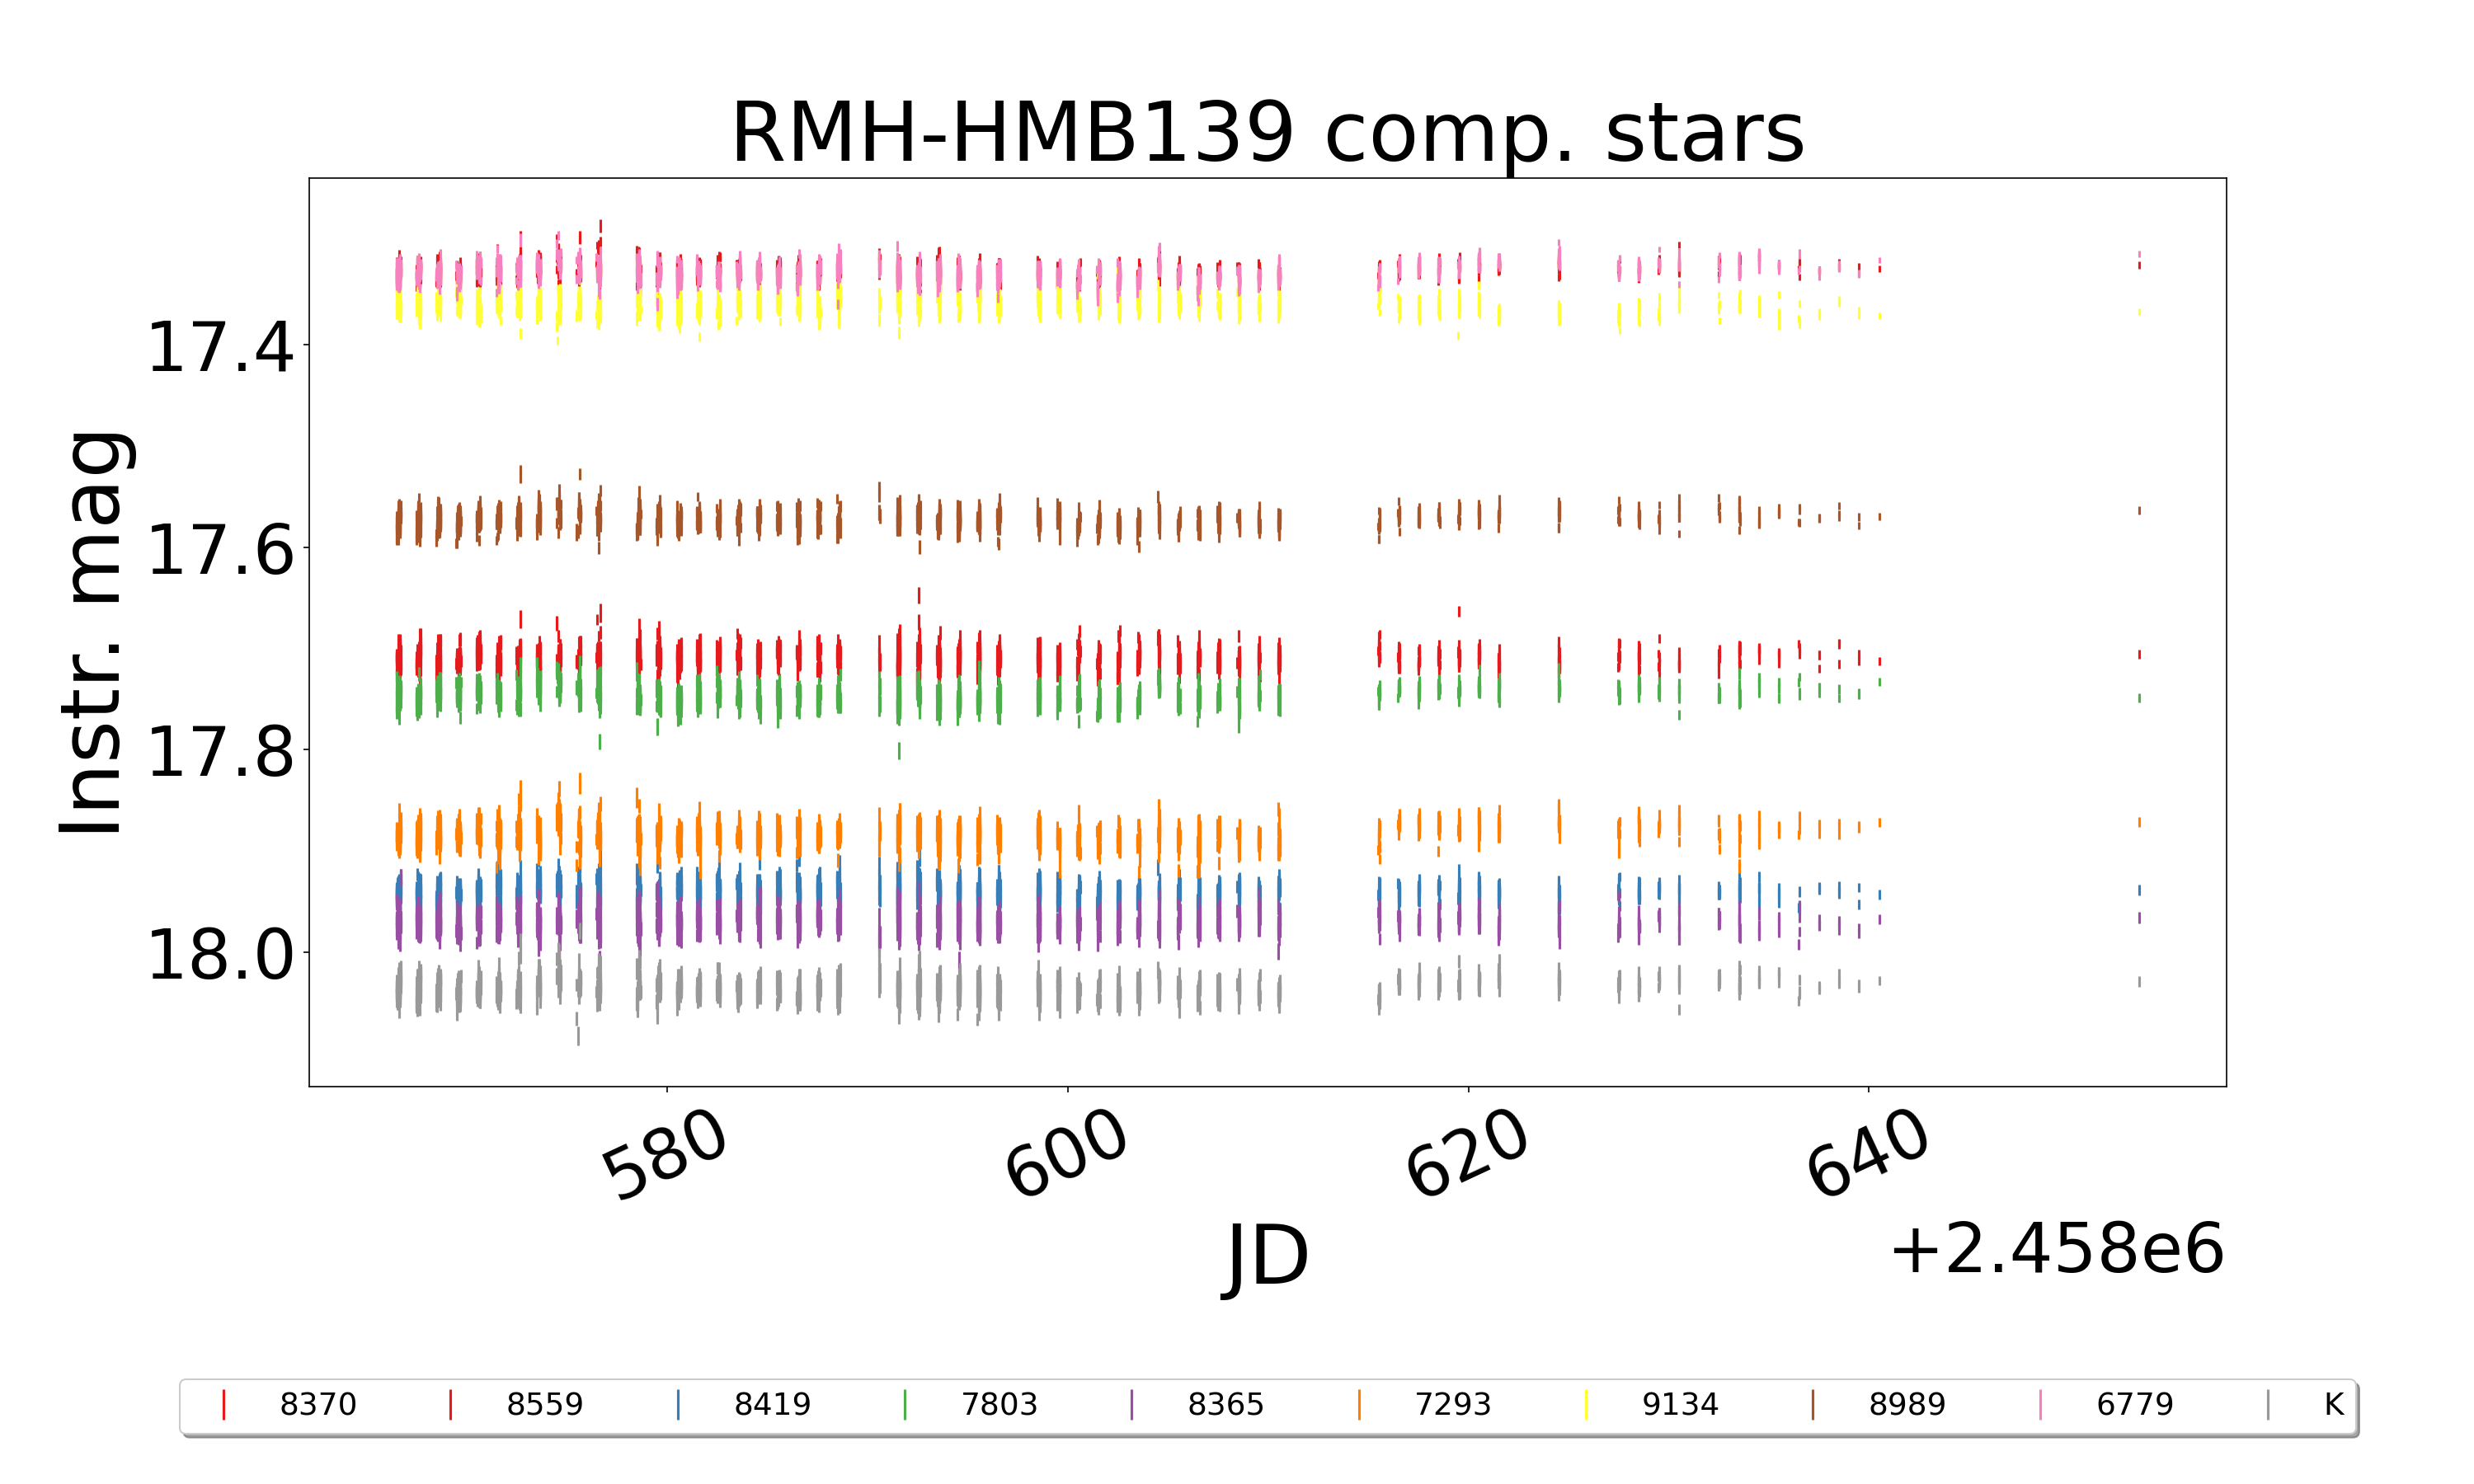 RMH-HMB139 comp. stars
Instr. mag
17.4
17.6
17.8
18.0
580 600 620 640
JD
+2.458e6
8370 8559 8419 7803 8365 7293 9134 8989 6779 K